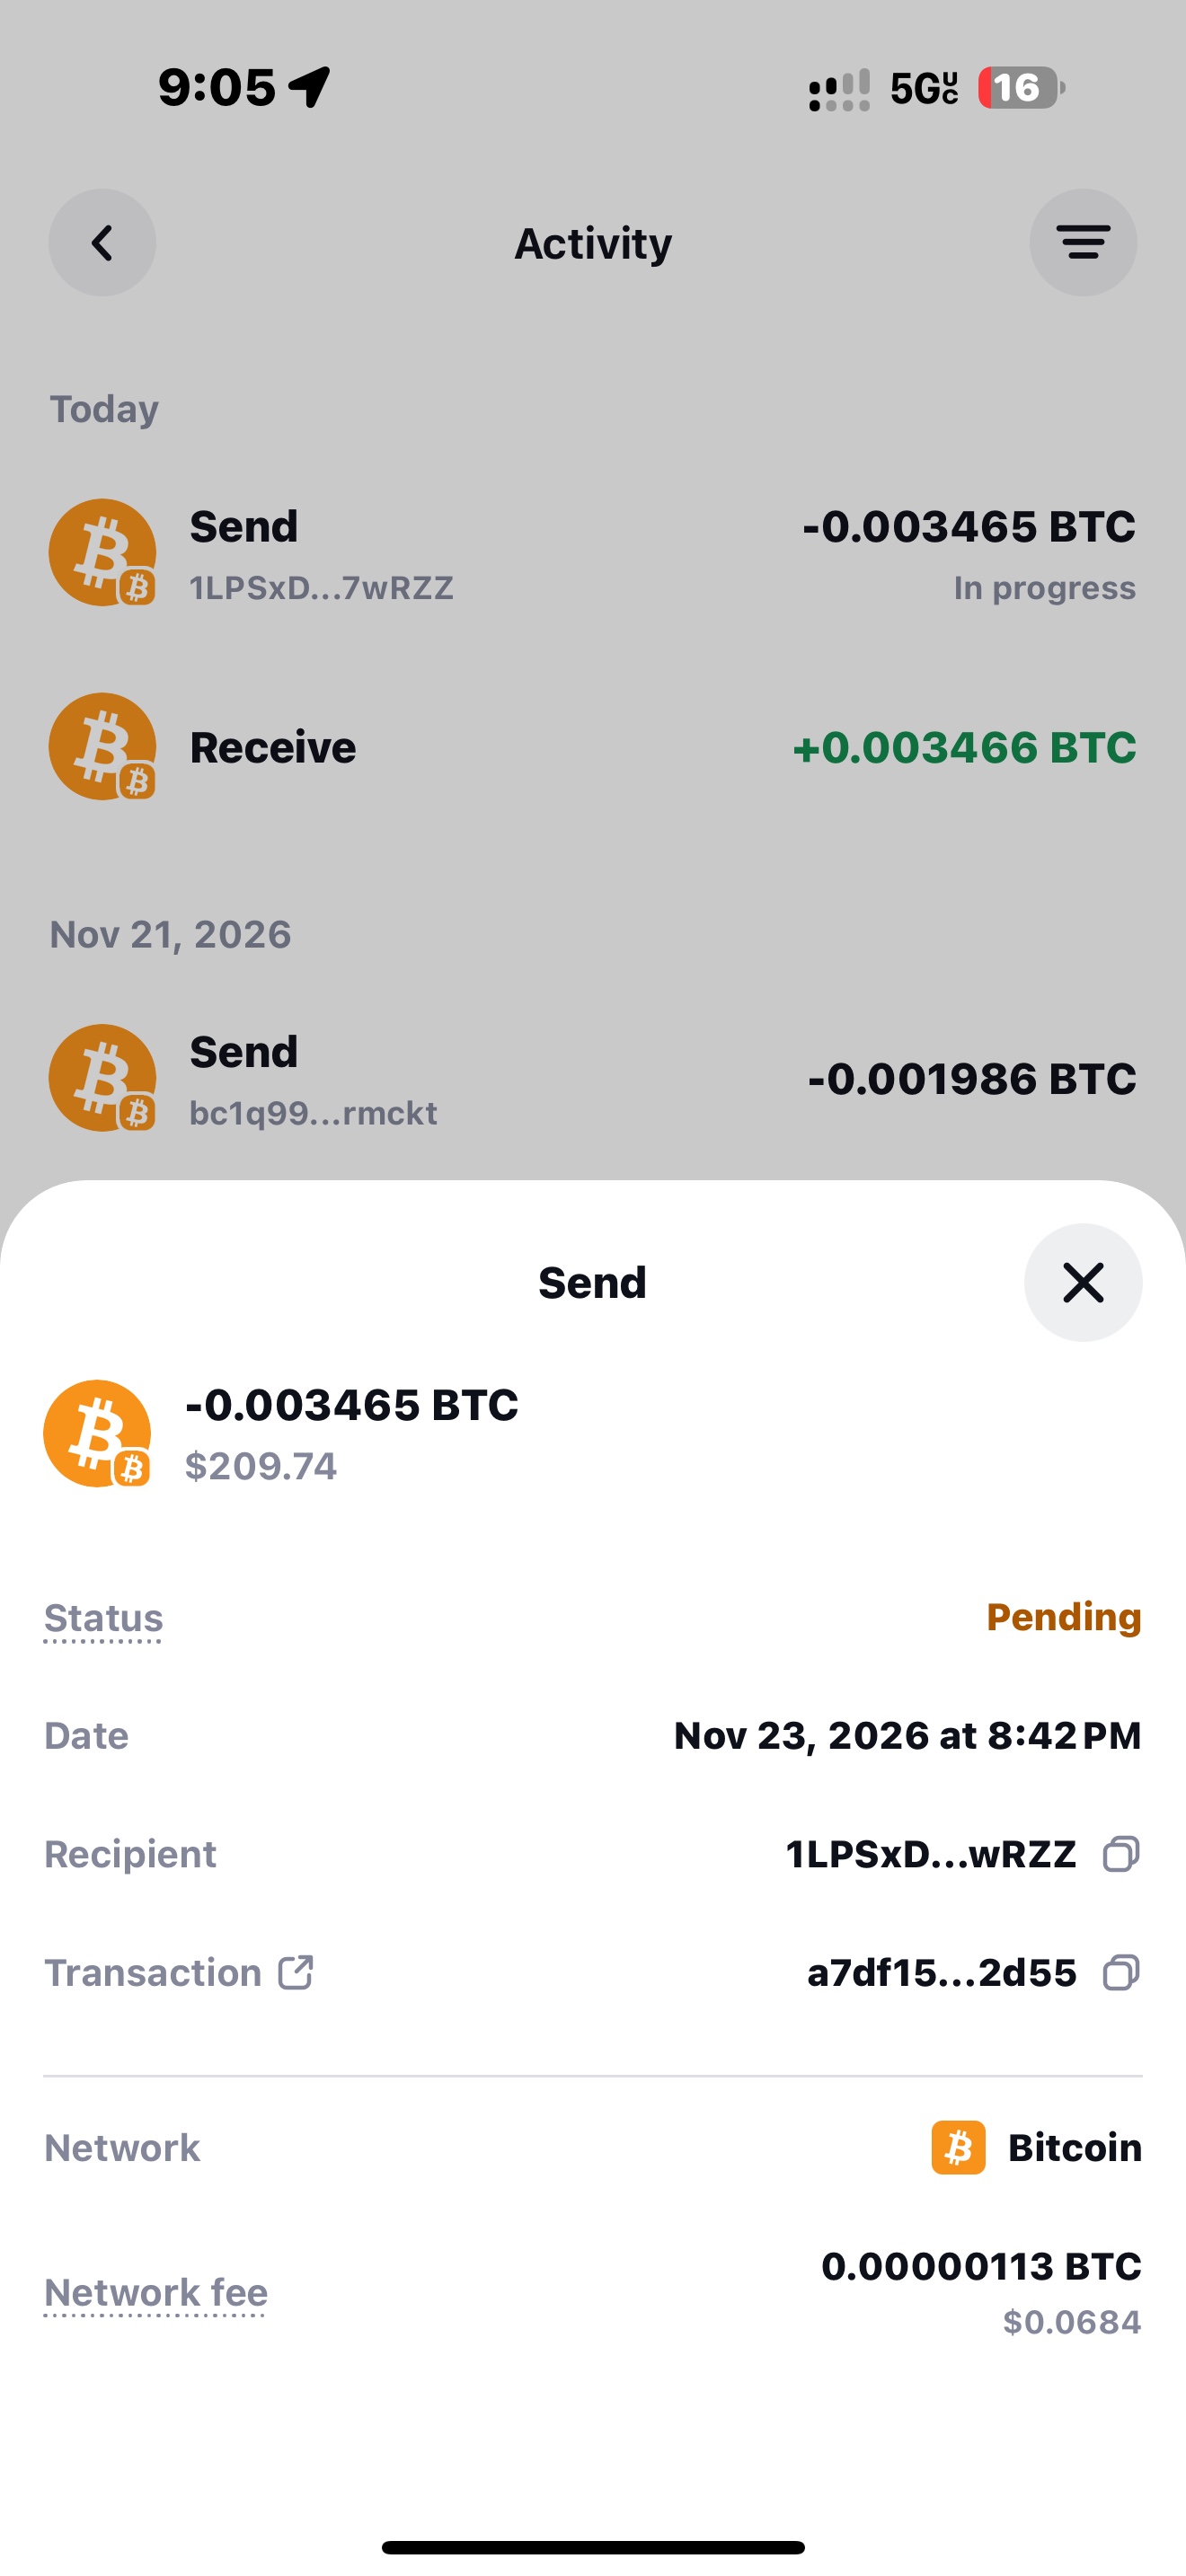 9:05
5G UC
16
Activity
Today
Send
-0.003465 BTC
1LPSxD...7wRZZ
In progress
Receive
+0.003466 BTC
Nov 21, 2026
Send
-0.001986 BTC
bc1q99...rmckt
Send
-0.003465 BTC
$209.74
Status
Pending
Date
Nov 23, 2026 at 8:42 PM
Recipient
1LPSxD...wRZZ
Transaction
a7df15...2d55
Network
Bitcoin
Network fee
0.00000113 BTC
$0.0684